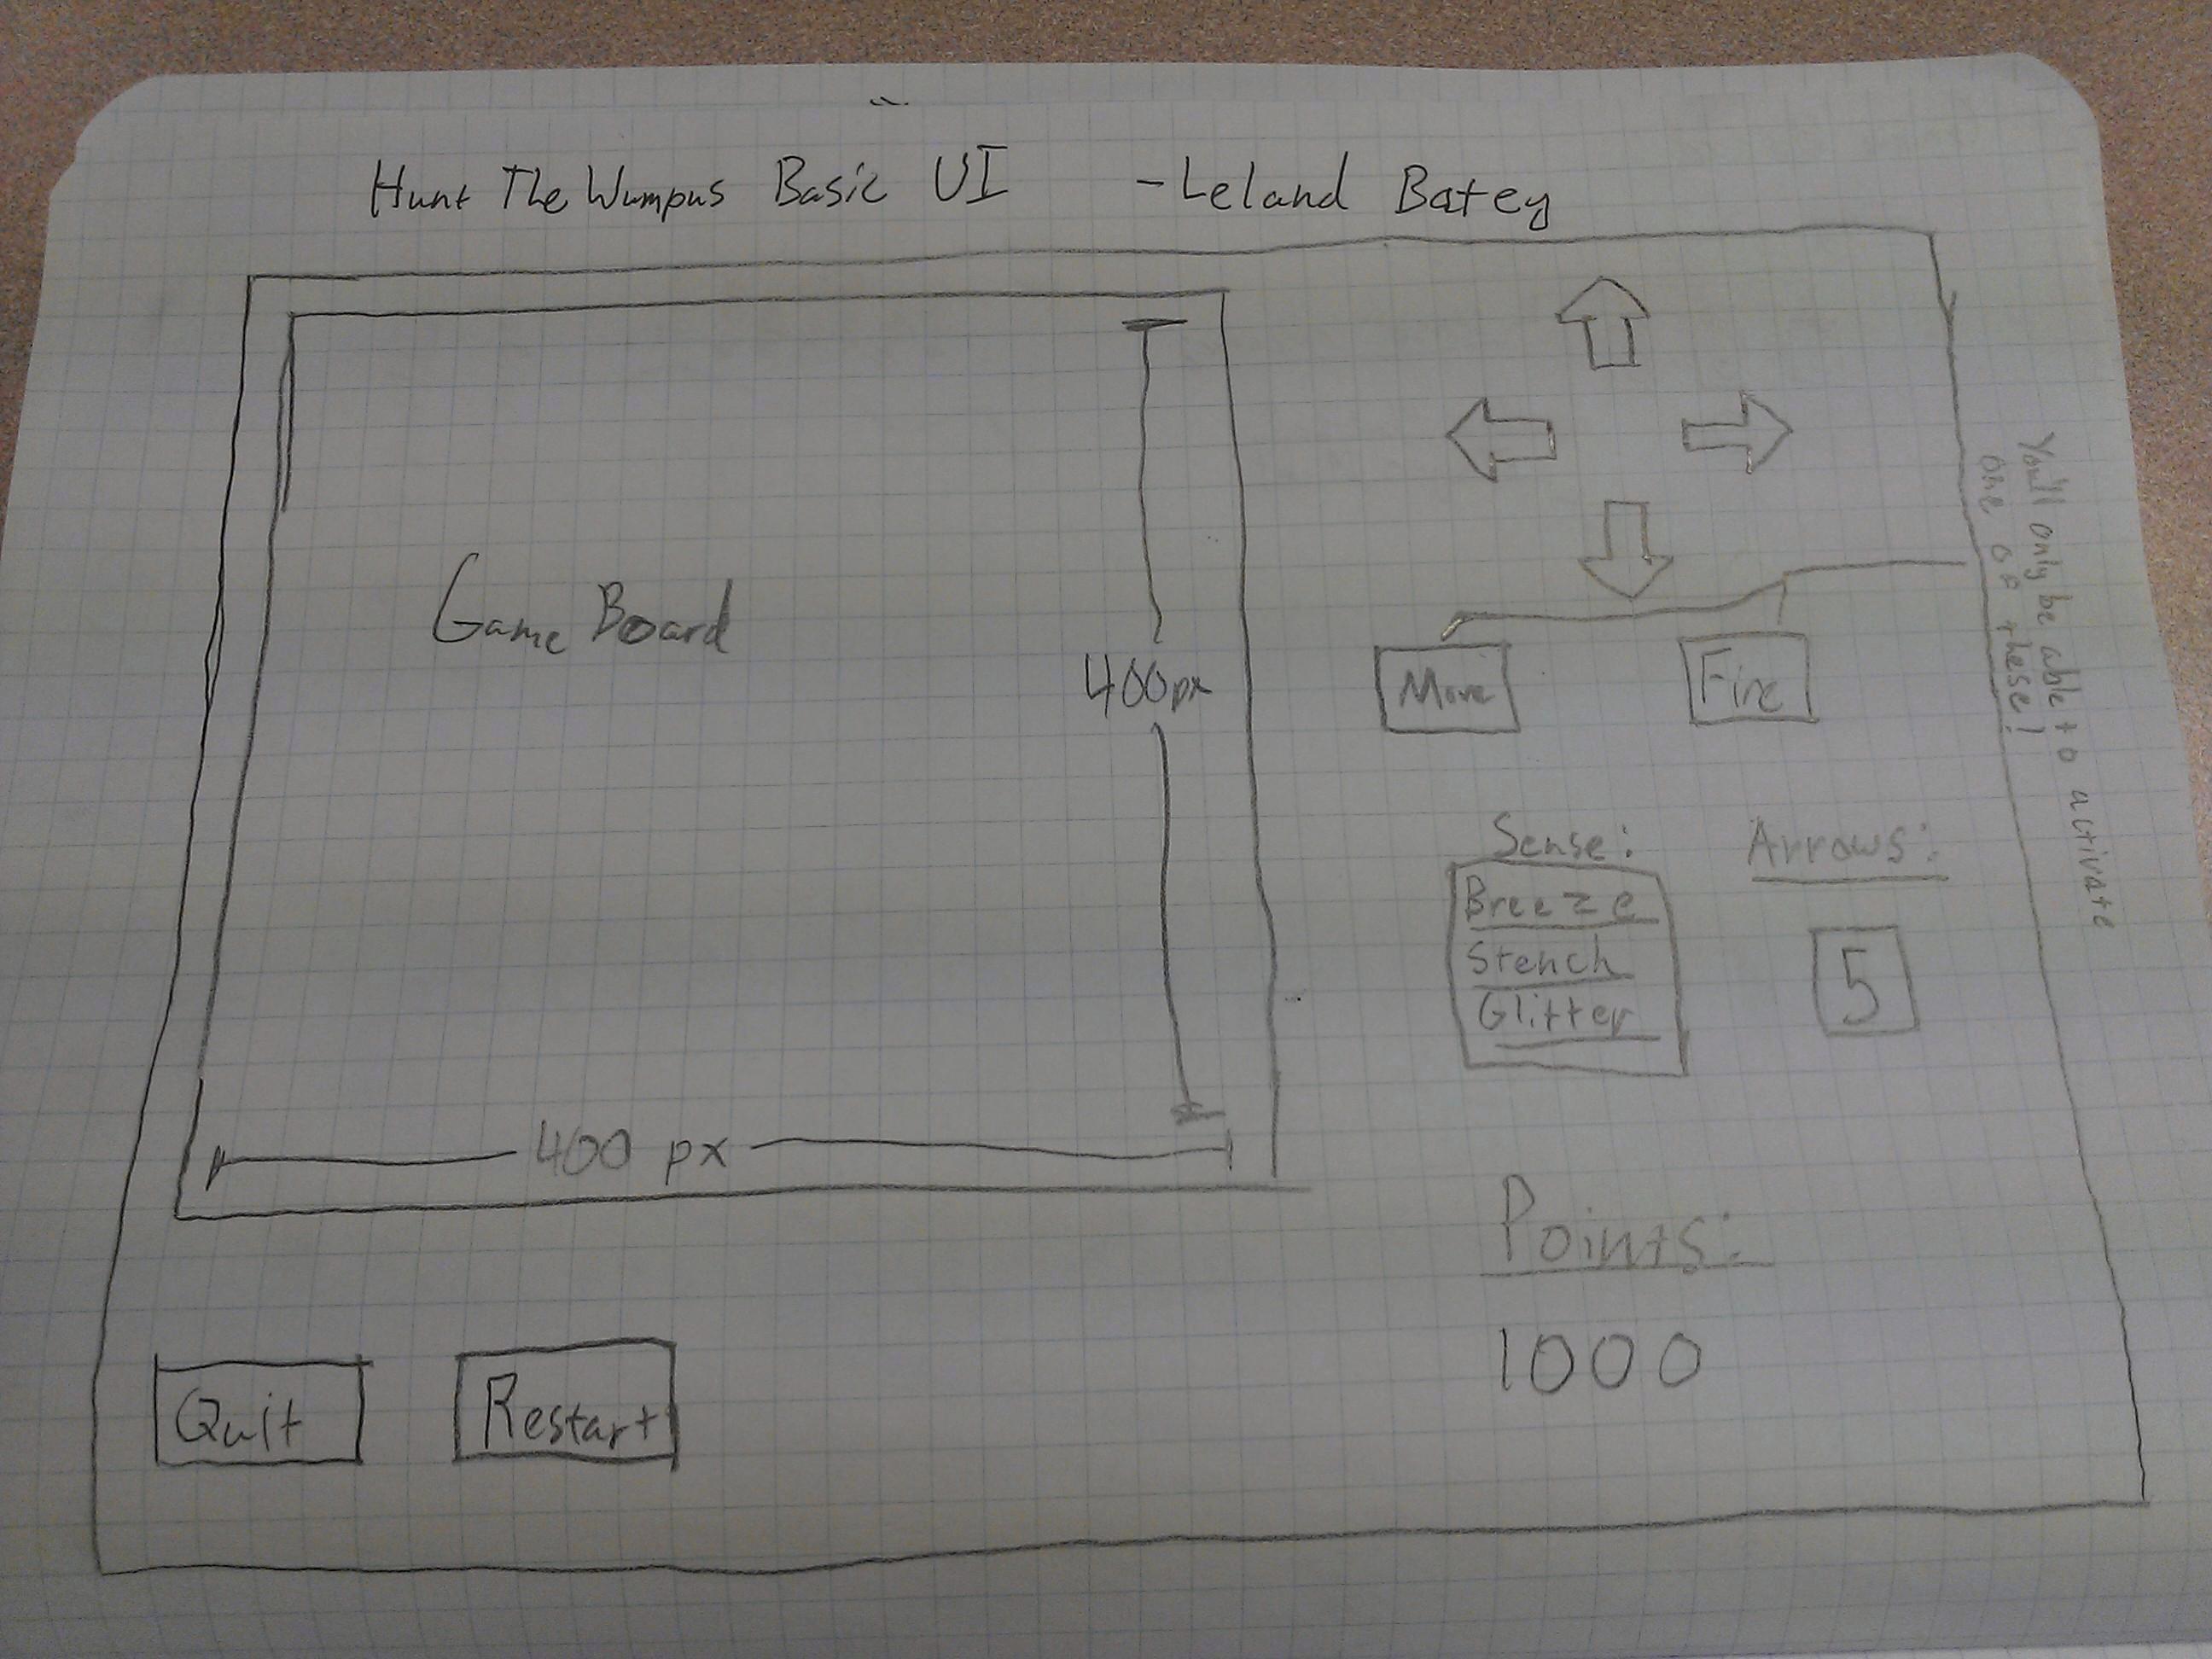 Hunt The Wumpus Basic UI - Leland Batey
Game Board
400px
400 px
Move
Fire
You'll only be able to activate
one of these!
Sense:
Breeze
Stench
Glitter
Arrows:
5
Points:
1000
Quit
Restart